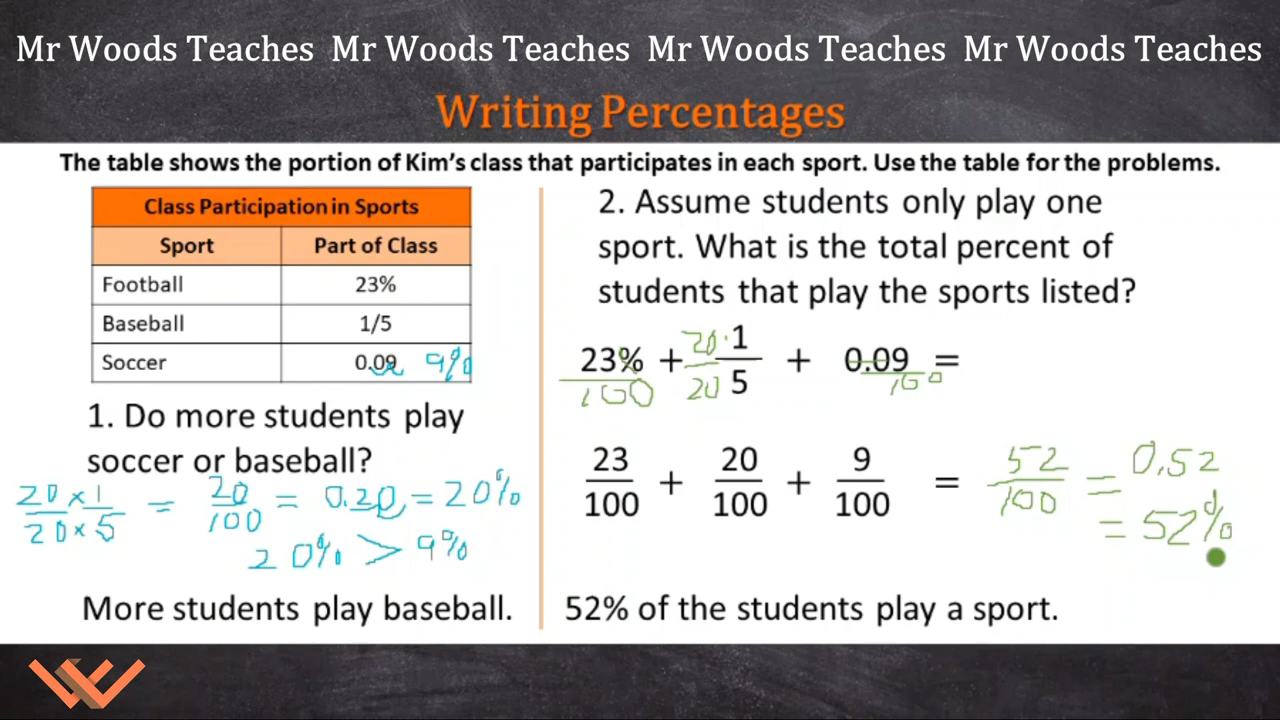 Mr Woods Teaches Mr Woods Teaches Mr Woods Teaches Mr Woods Teaches
Writing Percentages
The table shows the portion of Kim's class that participates in each sport. Use the table for the problems.
Class Participation in Sports
Sport Part of Class
Football 23%
Baseball 1/5
Soccer 0.09 9%
1. Do more students play
soccer or baseball?
20 × 1 / 20 × 5 = 20/100 = 0.20 = 20%
20% > 9%
More students play baseball.
2. Assume students only play one
sport. What is the total percent of
students that play the sports listed?
23%/100 + 20/20 · 1/5 + 0.09/100 =
23/100 + 20/100 + 9/100 = 52/100 = 0.52
= 52%
52% of the students play a sport.